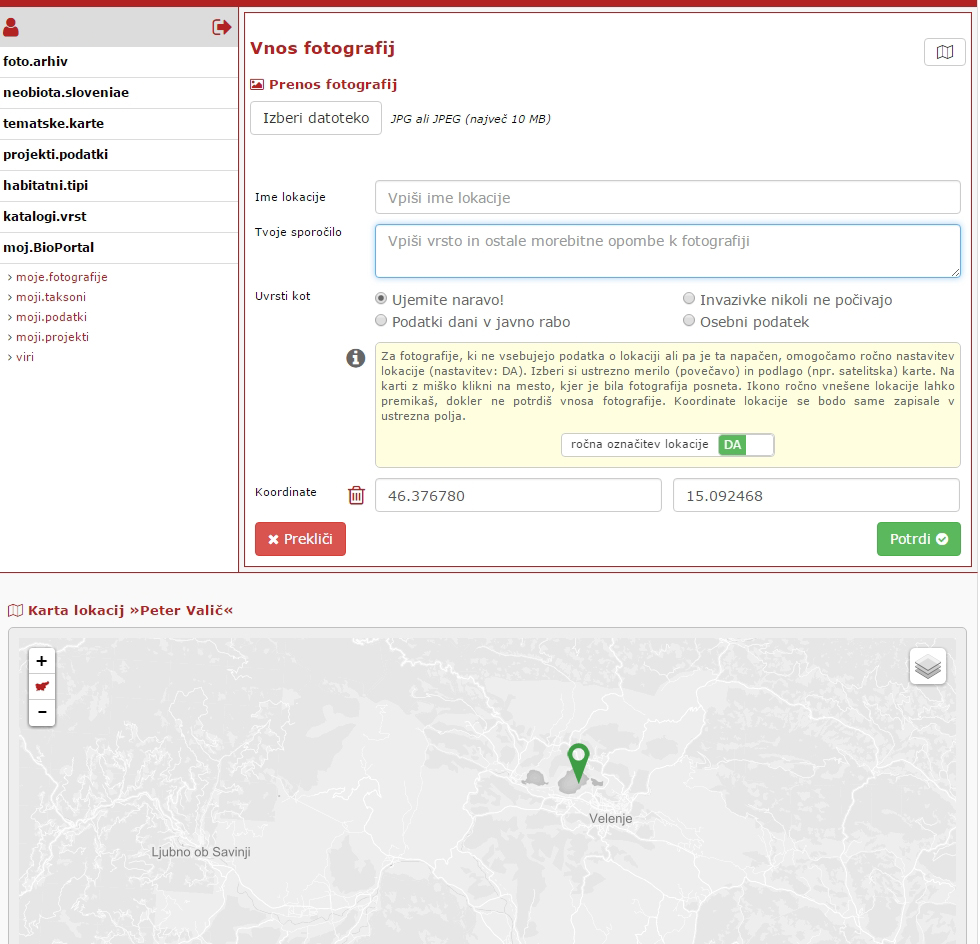 foto.arhiv
neobiota.sloveniae
tematske.karte
projekti.podatki
habitatni.tipi
katalogi.vrst
moj.BioPortal
› moje.fotografije
› moji.taksoni
› moji.podatki
› moji.projekti
› viri
Vnos fotografij
Prenos fotografij
Izberi datoteko JPG ali JPEG (največ 10 MB)
Ime lokacije Vpiši ime lokacije
Tvoje sporočilo Vpiši vrsto in ostale morebitne opombe k fotografiji
Uvrsti kot Ujemite naravo! Invazivke nikoli ne počivajo
Podatki dani v javno rabo Osebni podatek
Za fotografije, ki ne vsebujejo podatka o lokaciji ali pa je ta napačen, omogočamo ročno nastavitev
lokacije (nastavitev: DA). Izberi si ustrezno merilo (povečavo) in podlago (npr. satelitska) karte. Na
karti z miško klikni na mesto, kjer je bila fotografija posneta. Ikono ročno vnešene lokacije lahko
premikaš, dokler ne potrdiš vnosa fotografije. Koordinate lokacije se bodo same zapisale v
ustrezna polja.
ročna označitev lokacije DA
Koordinate 46.376780 15.092468
Prekliči Potrdi
Karta lokacij »Peter Valič«
+
−
Velenje
Ljubno ob Savinji